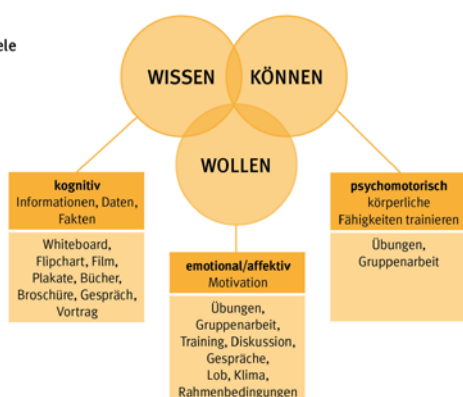 ele
WISSEN
KÖNNEN
WOLLEN
kognitiv
Informationen, Daten,
Fakten
Whiteboard,
Flipchart, Film,
Plakate, Bücher,
Broschüre, Gespräch,
Vortrag
emotional/affektiv
Motivation
Übungen,
Gruppenarbeit,
Training, Diskussion,
Gespräche,
Lob, Klima,
Rahmenbedingungen
psychomotorisch
körperliche
Fähigkeiten trainieren
Übungen,
Gruppenarbeit